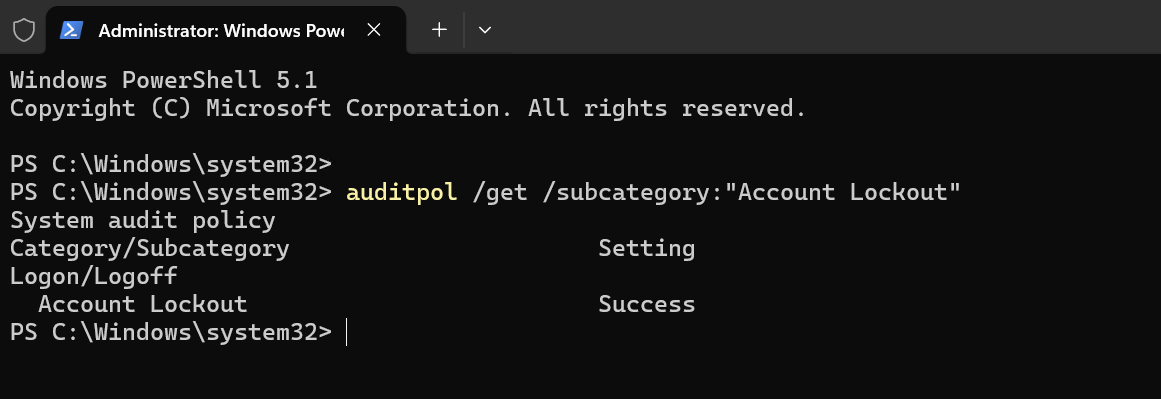 Administrator: Windows Powe
Windows PowerShell 5.1
Copyright (C) Microsoft Corporation. All rights reserved.
PS C:\Windows\system32>
PS C:\Windows\system32> auditpol /get /subcategory:"Account Lockout"
System audit policy
Category/Subcategory                      Setting
Logon/Logoff
  Account Lockout                         Success
PS C:\Windows\system32>